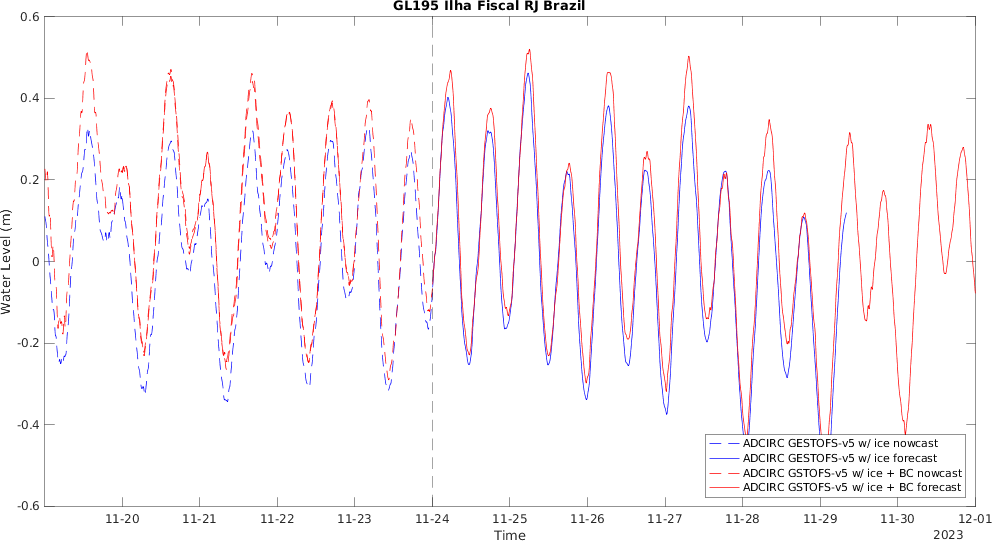 GL195 Ilha Fiscal RJ Brazil
0.6
0.4
0.2
0
-0.2
-0.4
-0.6
Water Level (m)
ADCIRC GESTOFS-v5 w/ ice nowcast
ADCIRC GESTOFS-v5 w/ ice forecast
ADCIRC GSTOFS-v5 w/ ice + BC nowcast
ADCIRC GSTOFS-v5 w/ ice + BC forecast
11-20 11-21 11-22 11-23 11-24 11-25 11-26 11-27 11-28 11-29 11-30 12-01
Time
2023